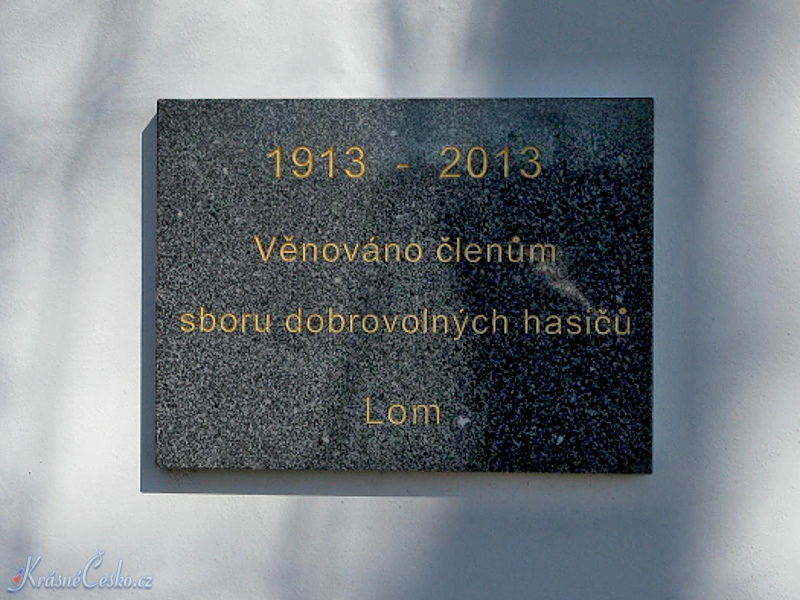 1913 - 2013
Věnováno členům
sboru dobrovolných hasičů
Lom
KrásnéČesko.cz